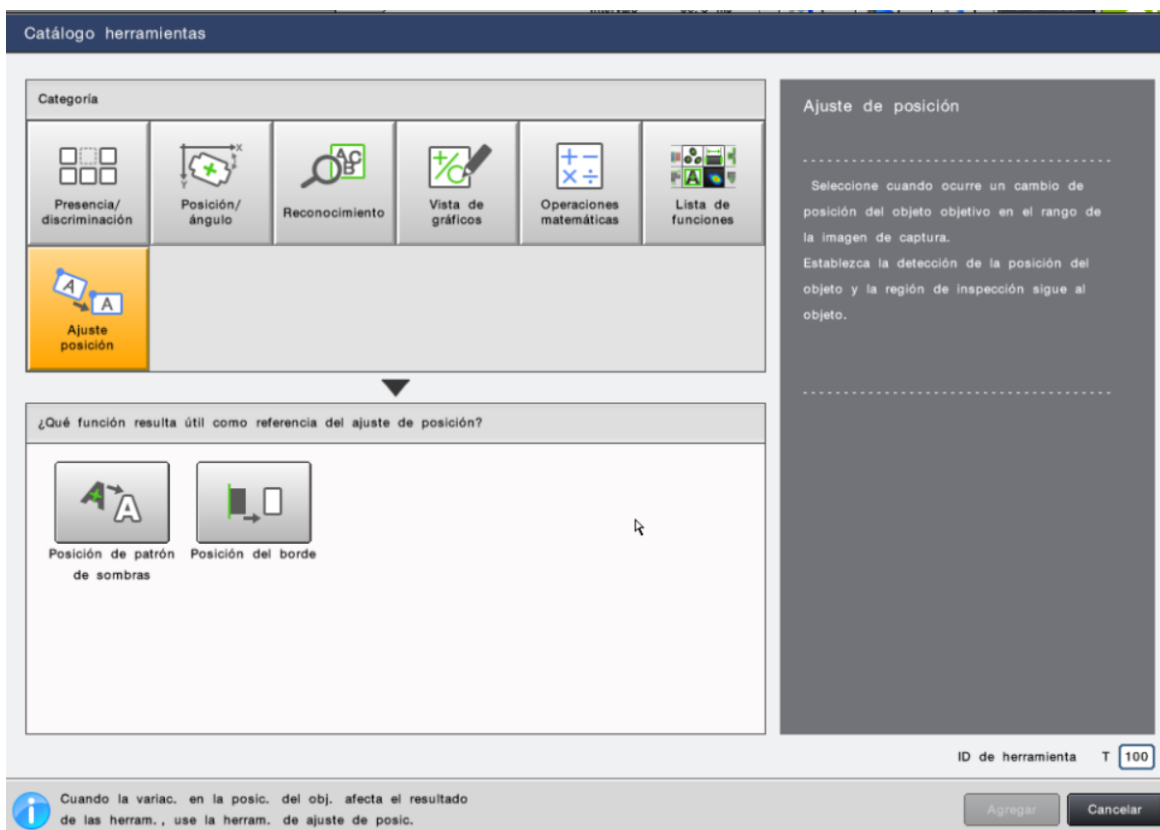 Catálogo herramientas
Categoría
Presencia/
discriminación
Posición/
ángulo
Reconocimiento
Vista de
gráficos
Operaciones
matemáticas
Lista de
funciones
Ajuste
posición
¿Qué función resulta útil como referencia del ajuste de posición?
Posición de patrón
de sombras
Posición del borde
Ajuste de posición
Seleccione cuando ocurre un cambio de
posición del objeto objetivo en el rango de
la imagen de captura.
Establezca la detección de la posición del
objeto y la región de inspección sigue al
objeto.
ID de herramienta T 100
Cuando la variac. en la posic. del obj. afecta el resultado
de las herram., use la herram. de ajuste de posic.
Agregar
Cancelar